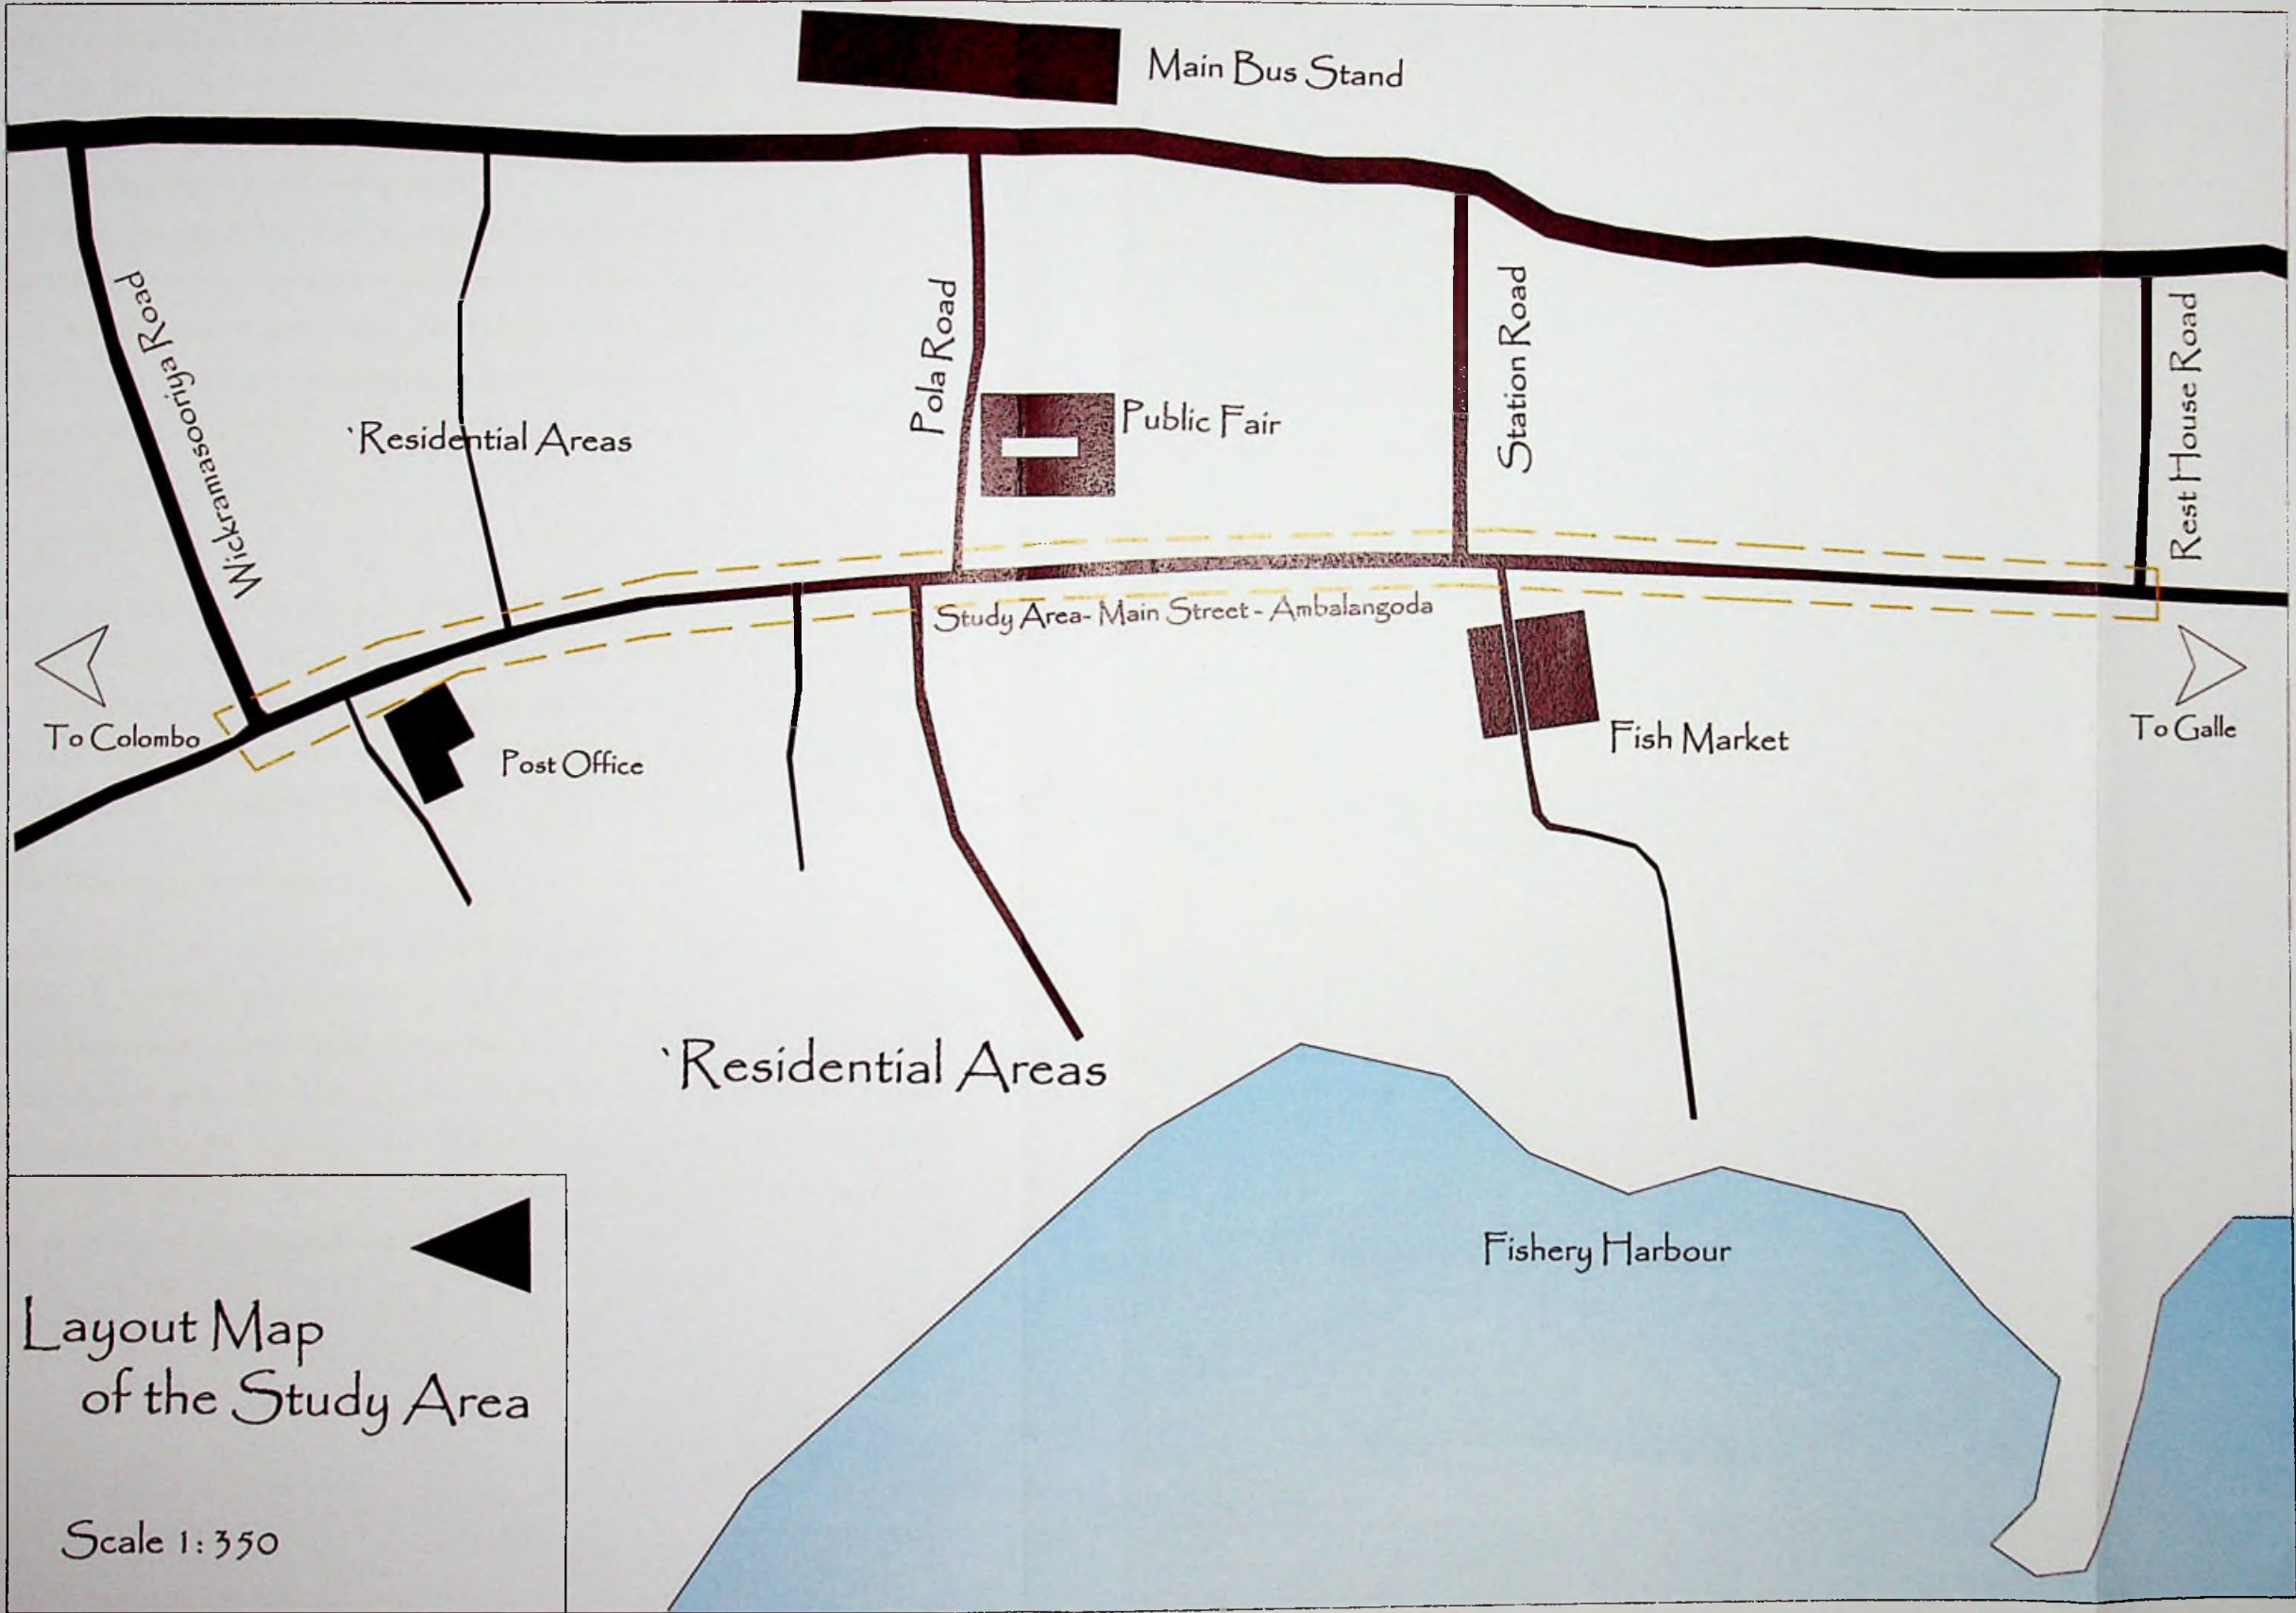 Main Bus Stand
Wickramasooriya Road
`Residential Areas
Pola Road
Public Fair
Station Road
Rest House Road
Study Area- Main Street - Ambalangoda
To Colombo
Post Office
Fish Market
To Galle
`Residential Areas
Fishery Harbour
Layout Map
of the Study Area
Scale 1: 350